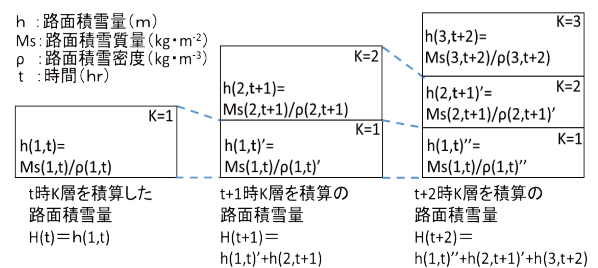 h ：路面積雪量（m）
Ms：路面積雪質量（kg・m⁻²）
ρ ：路面積雪密度（kg・m⁻³）
t ：時間（hr）
K=1
h(1,t)=
Ms(1,t)/ρ(1,t)
t時K層を積算した
路面積雪量
H(t)＝h(1,t)
K=2
h(2,t+1)=
Ms(2,t+1)/ρ(2,t+1)
K=1
h(1,t)'=
Ms(1,t)/ρ(1,t)'
t+1時K層を積算の
路面積雪量
H(t+1)＝
h(1,t)'+h(2,t+1)
K=3
h(3,t+2)=
Ms(3,t+2)/ρ(3,t+2)
K=2
h(2,t+1)'=
Ms(2,t+1)/ρ(2,t+1)'
K=1
h(1,t)''=
Ms(1,t)/ρ(1,t)''
t+2時K層を積算の
路面積雪量
H(t+2)＝
h(1,t)''+h(2,t+1)'+h(3,t+2)